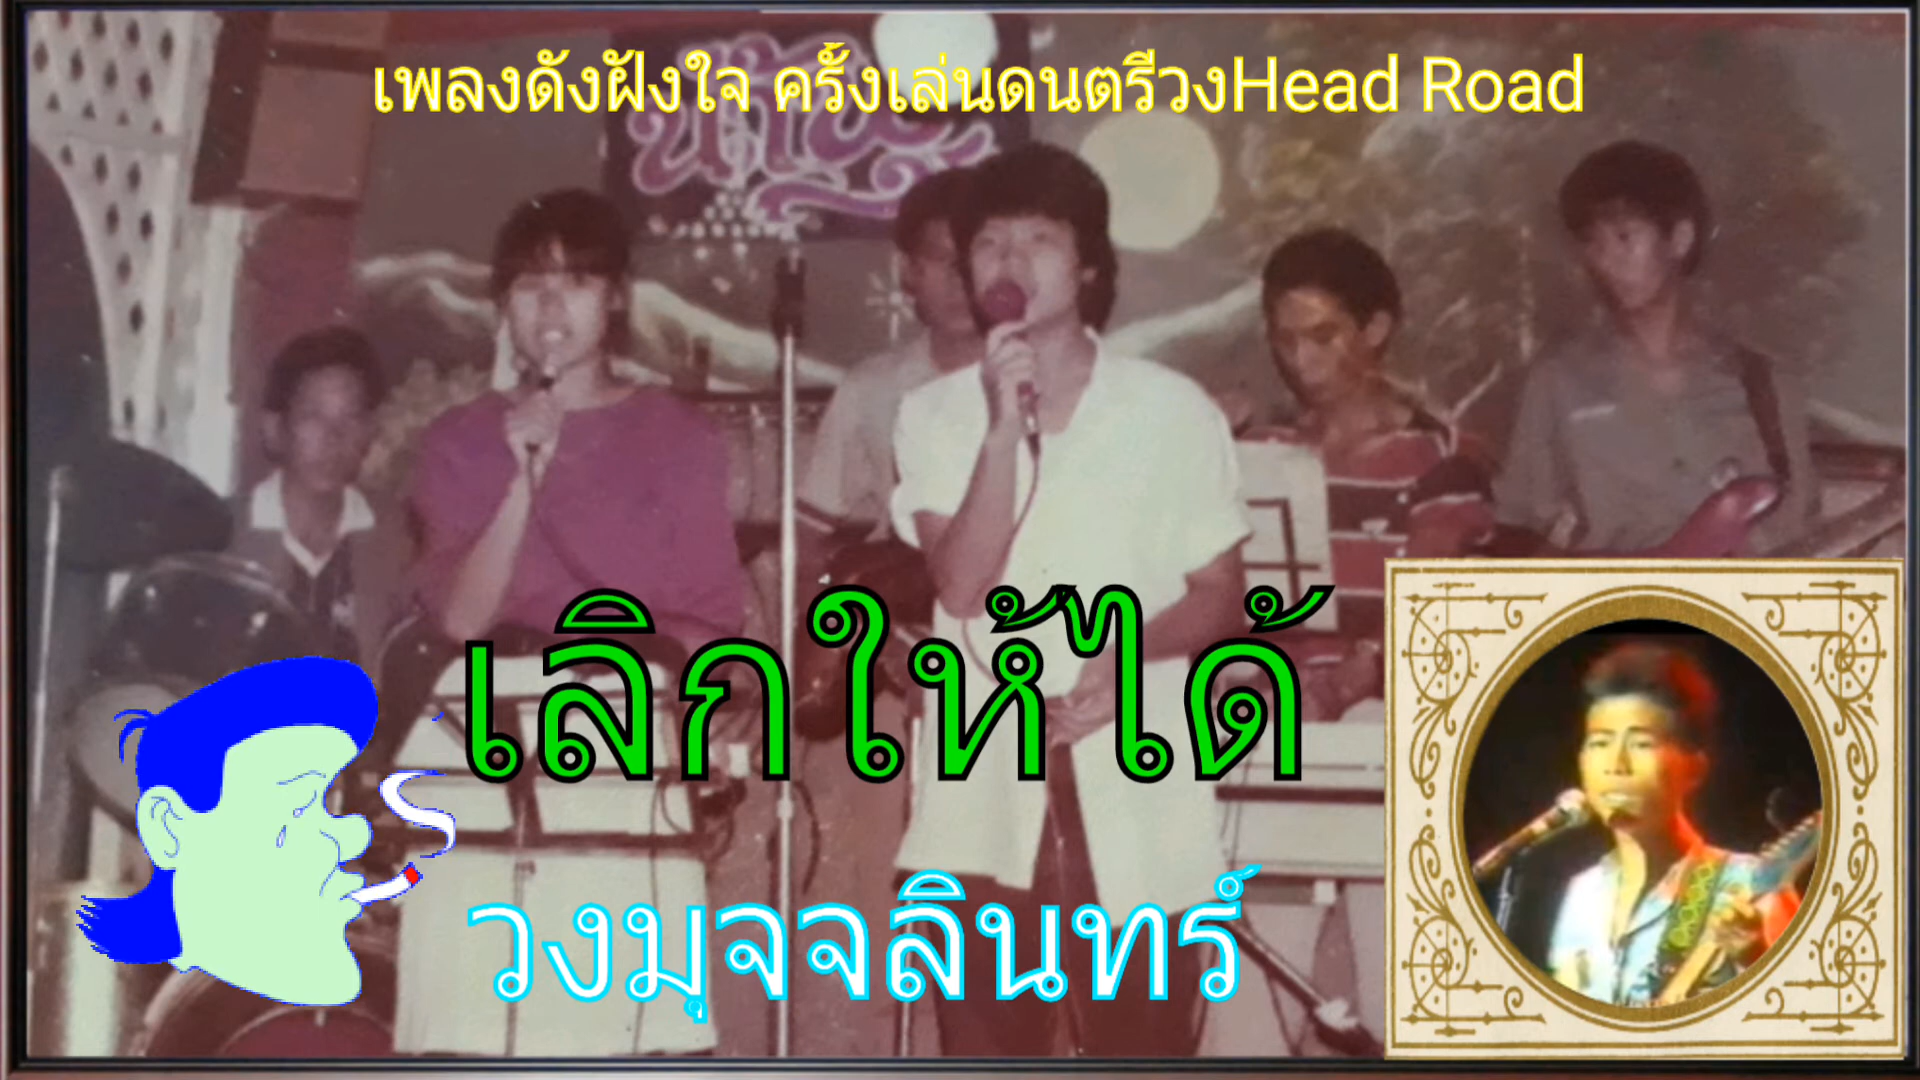 เพลงดังฝังใจ ครั้งเล่นดนตรีวงHead Road
เลิกให้ได้
วงมุจจลินทร์